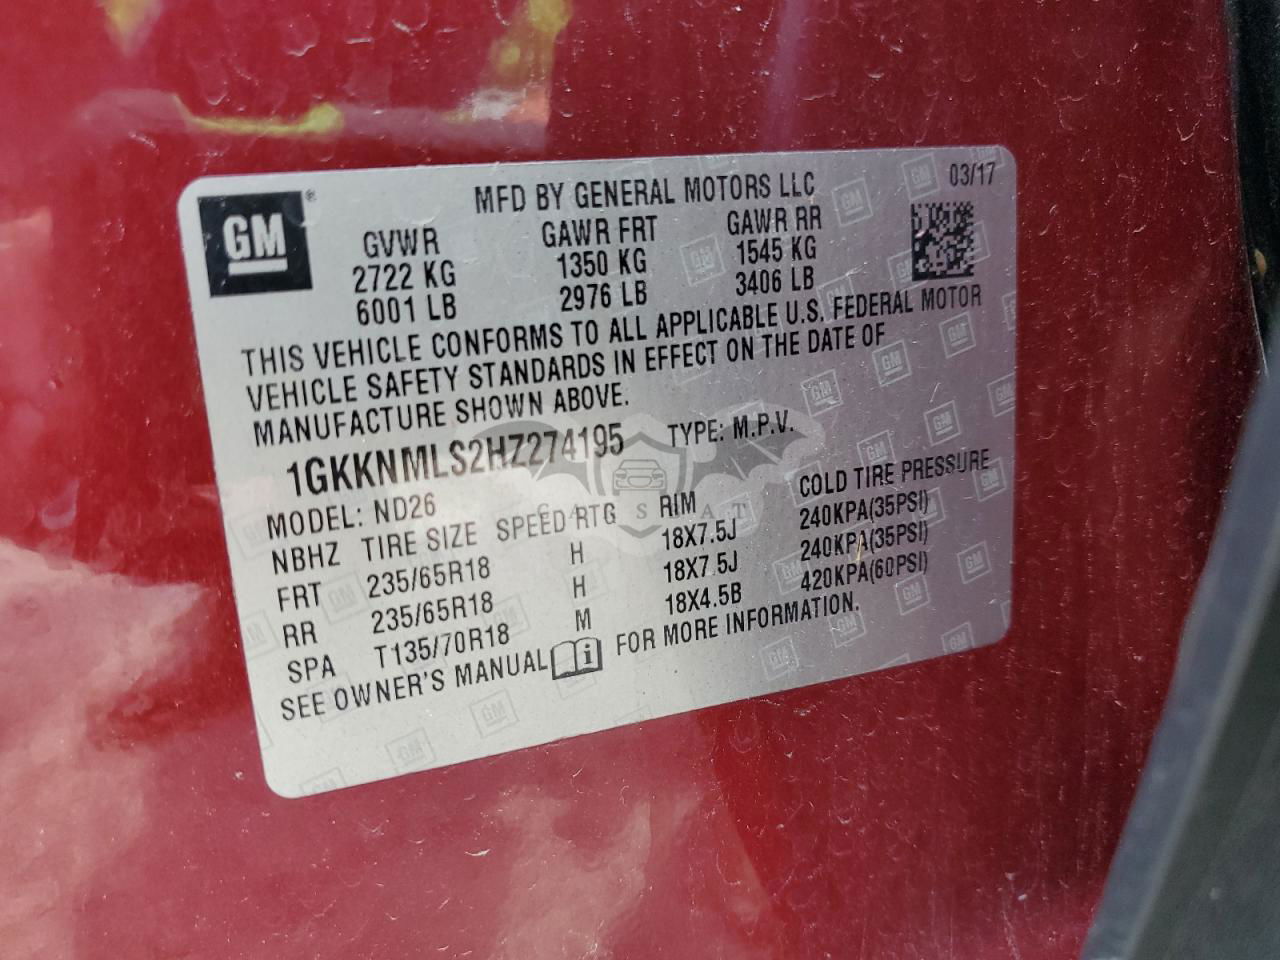 GM®
MFD BY GENERAL MOTORS LLC 03/17
GVWR GAWR FRT GAWR RR
2722 KG 1350 KG 1545 KG
6001 LB 2976 LB 3406 LB
THIS VEHICLE CONFORMS TO ALL APPLICABLE U.S. FEDERAL MOTOR
VEHICLE SAFETY STANDARDS IN EFFECT ON THE DATE OF
MANUFACTURE SHOWN ABOVE.
1GKKNMLS2HZ274195 TYPE: M.P.V.
MODEL: ND26
NBHZ TIRE SIZE SPEED RTG RIM COLD TIRE PRESSURE
FRT 235/65R18 H 18X7.5J 240KPA(35PSI)
RR 235/65R18 H 18X7.5J 240KPA(35PSI)
SPA T135/70R18 M 18X4.5B 420KPA(60PSI)
SEE OWNER'S MANUAL i FOR MORE INFORMATION.